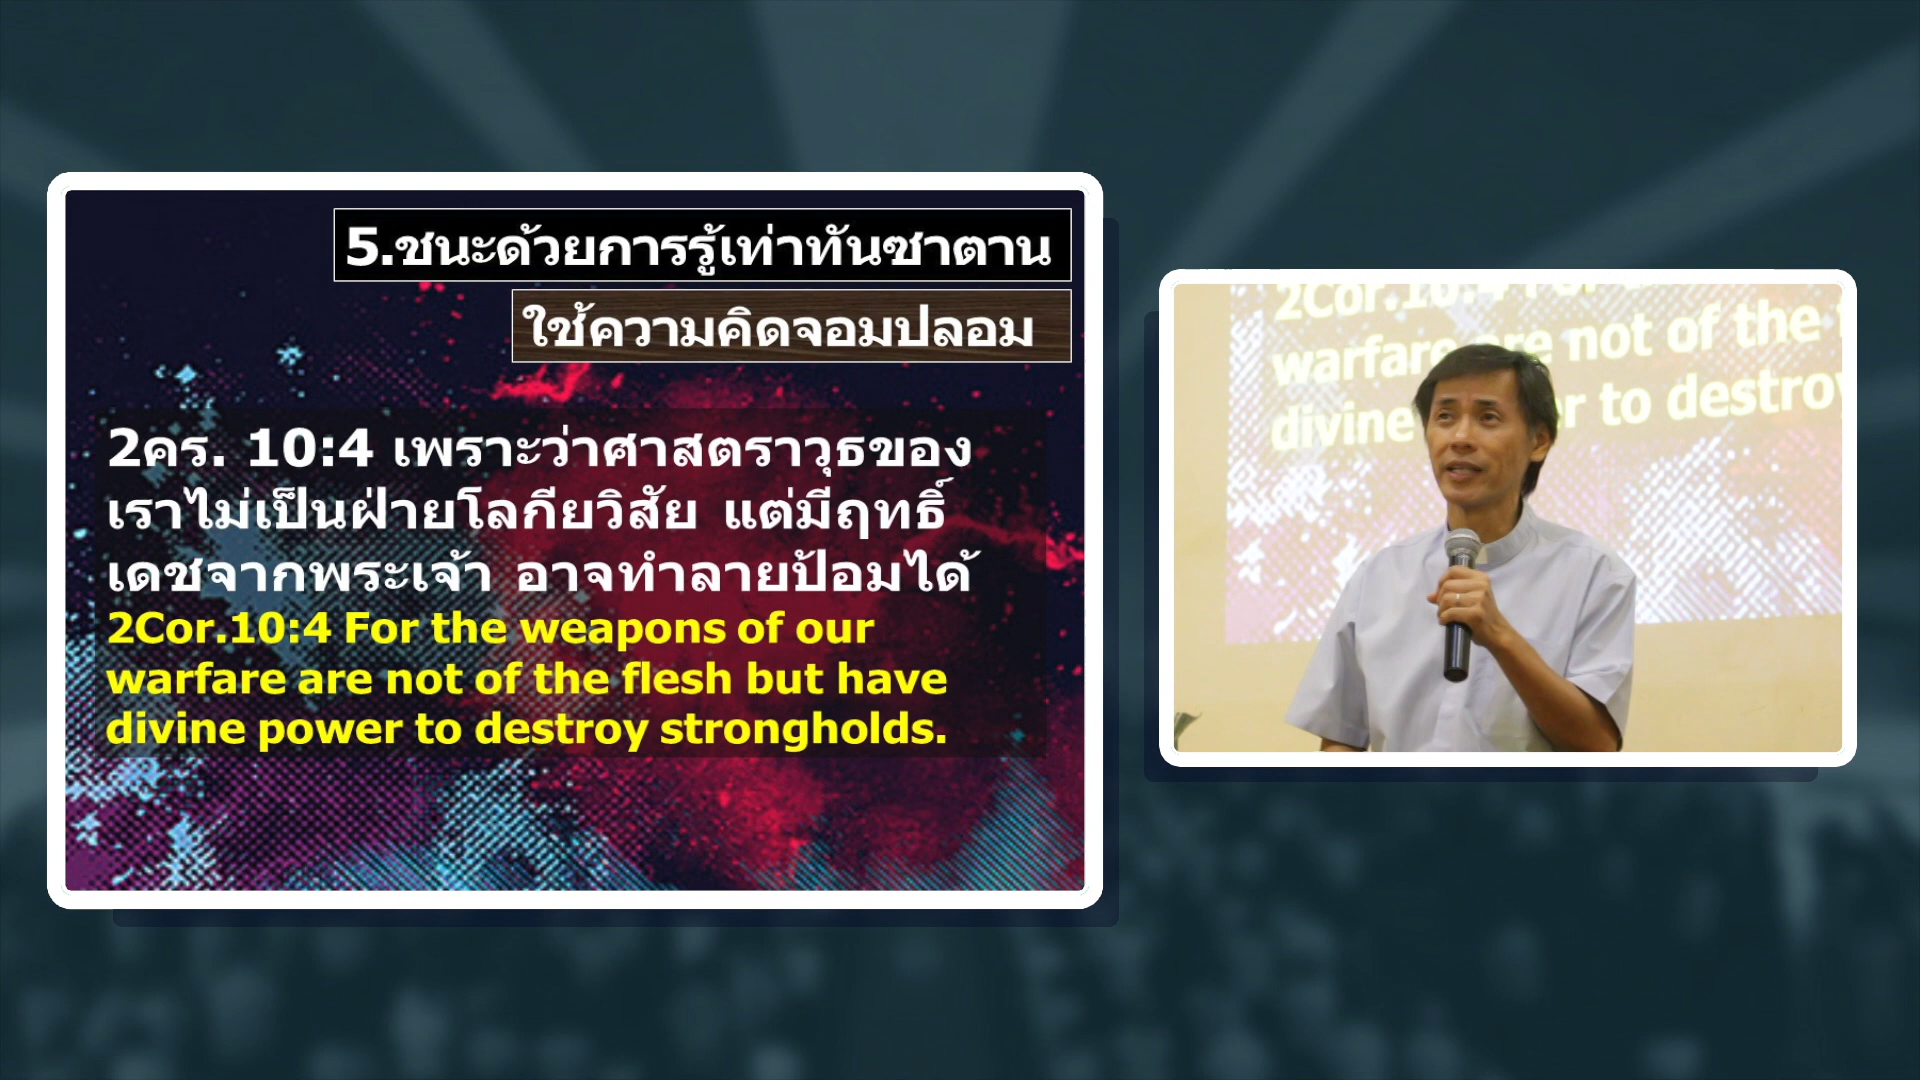 5.ชนะด้วยการรู้เท่าทันซาตาน
ใช้ความคิดจอมปลอม
2คร. 10:4 เพราะว่าศาสตราวุธของ
เราไม่เป็นฝ่ายโลกียวิสัย แต่มีฤทธิ์
เดชจากพระเจ้า อาจทำลายป้อมได้
2Cor.10:4 For the weapons of our
warfare are not of the flesh but have
divine power to destroy strongholds.
2Cor.10:4 For
warfare are not of the
divine to destroy